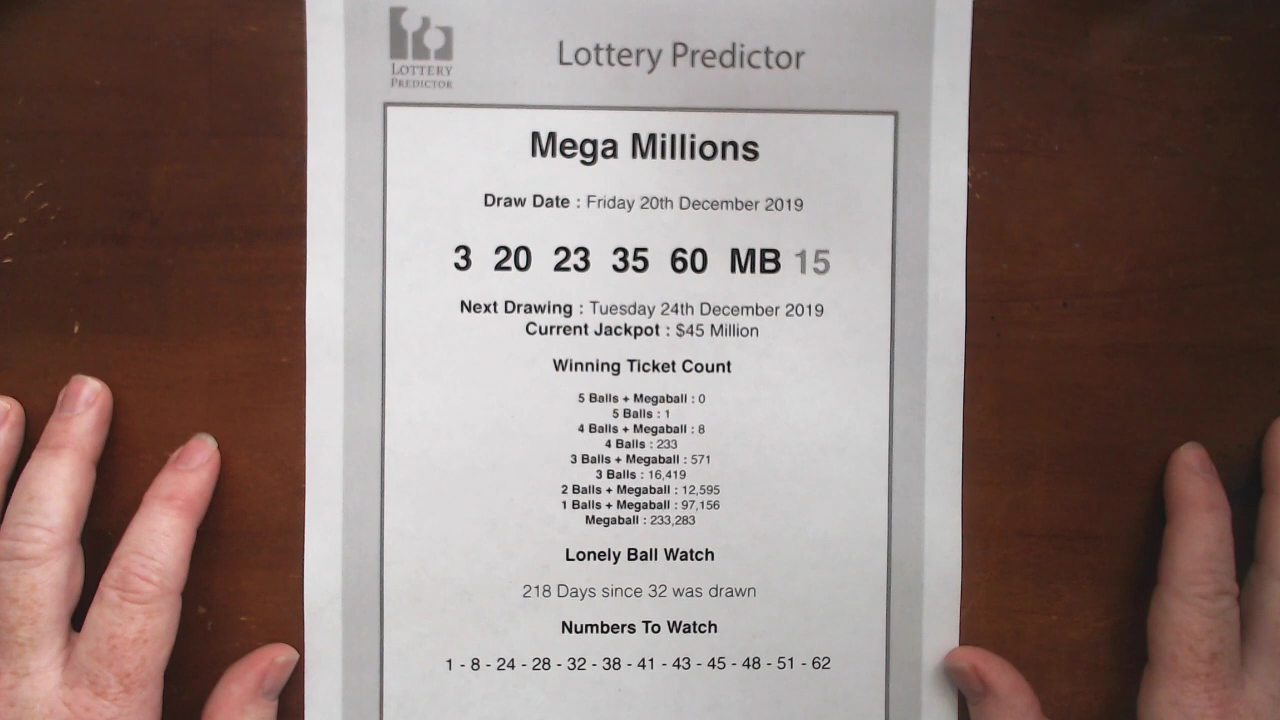 LOTTERY
PREDICTOR
Lottery Predictor
Mega Millions
Draw Date : Friday 20th December 2019
3 20 23 35 60 MB 15
Next Drawing : Tuesday 24th December 2019
Current Jackpot : $45 Million
Winning Ticket Count
5 Balls + Megaball : 0
5 Balls : 1
4 Balls + Megaball : 8
4 Balls : 233
3 Balls + Megaball : 571
3 Balls : 16,419
2 Balls + Megaball : 12,595
1 Balls + Megaball : 97,156
Megaball : 233,283
Lonely Ball Watch
218 Days since 32 was drawn
Numbers To Watch
1 - 8 - 24 - 28 - 32 - 38 - 41 - 43 - 45 - 48 - 51 - 62